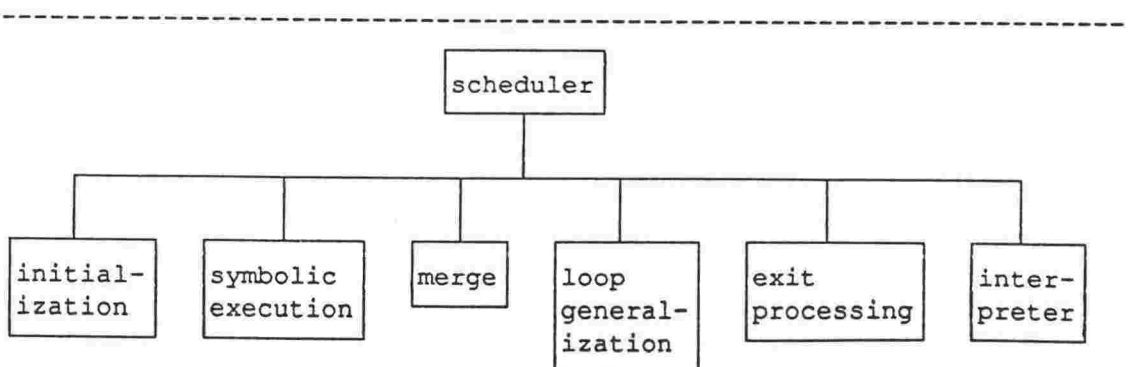 scheduler
initial-
ization
symbolic
execution
merge
loop
general-
ization
exit
processing
inter-
preter